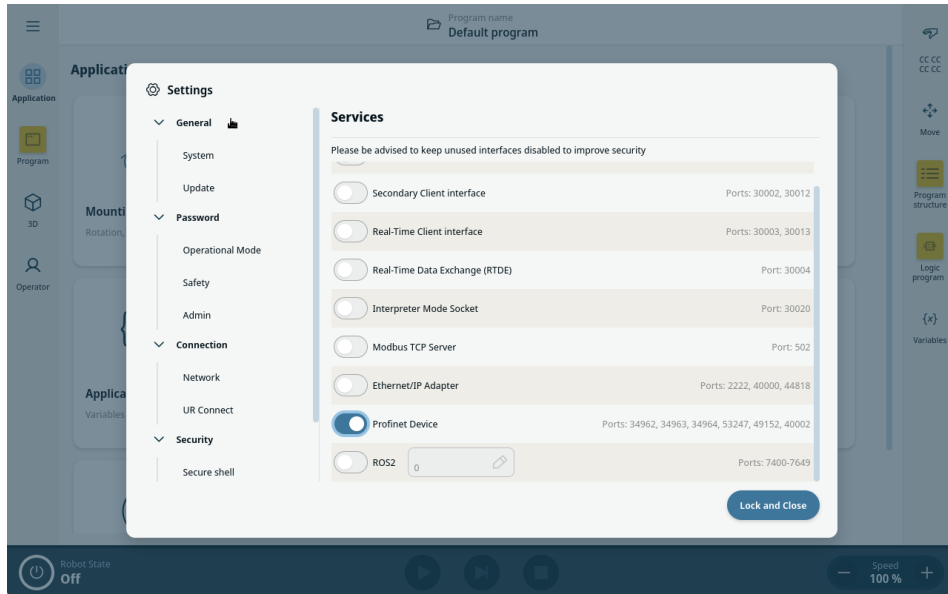 Program name
Default program
Application
Program
3D
Operator
Applicati
Mounti
Rotation,
Applica
Variables
Settings
General
System
Update
Password
Operational Mode
Safety
Admin
Connection
Network
UR Connect
Security
Secure shell
Services
Please be advised to keep unused interfaces disabled to improve security
Secondary Client interface Ports: 30002, 30012
Real-Time Client interface Ports: 30003, 30013
Real-Time Data Exchange (RTDE) Port: 30004
Interpreter Mode Socket Port: 30020
Modbus TCP Server Port: 502
Ethernet/IP Adapter Ports: 2222, 40000, 44818
Profinet Device Ports: 34962, 34963, 34964, 53247, 49152, 40002
ROS2 0 Ports: 7400-7649
Lock and Close
CC CC
CC CC
Move
Program
structure
Logic
program
{x}
Variables
Robot State
Off
Speed
100 %